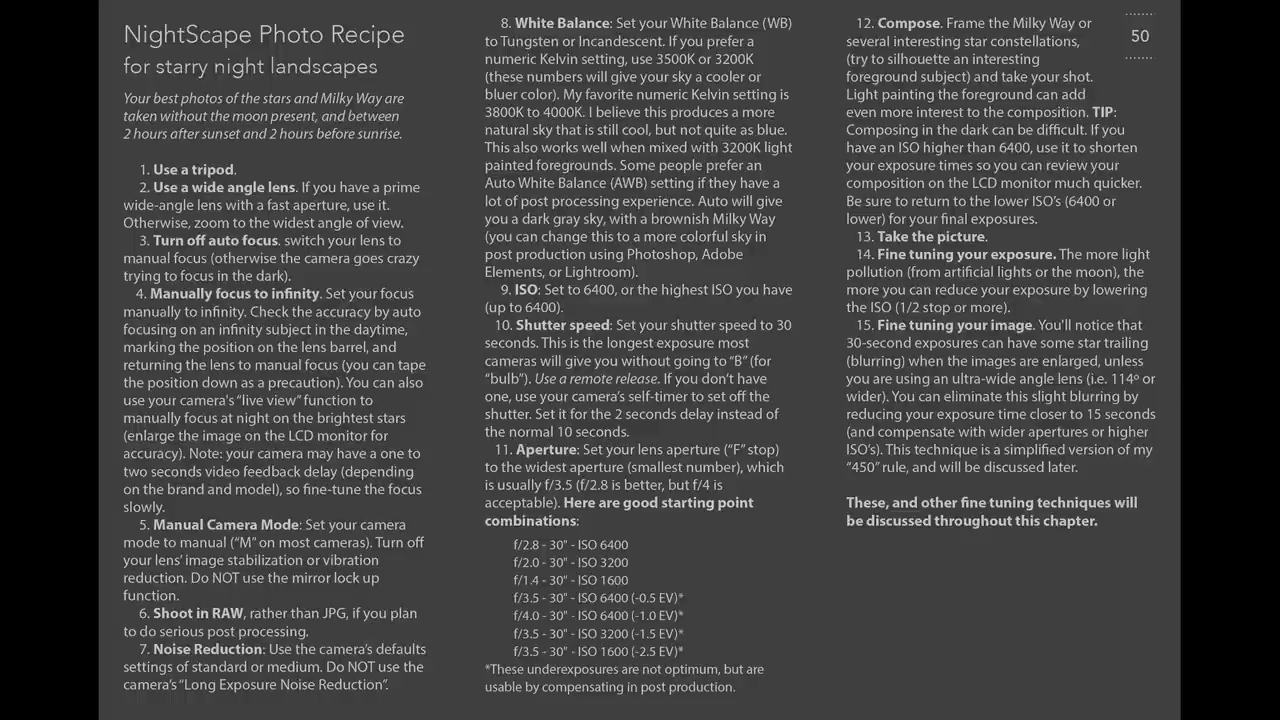 NightScape Photo Recipe
for starry night landscapes
Your best photos of the stars and Milky Way are
taken without the moon present, and between
2 hours after sunset and 2 hours before sunrise.
1. Use a tripod.
2. Use a wide angle lens. If you have a prime
wide-angle lens with a fast aperture, use it.
Otherwise, zoom to the widest angle of view.
3. Turn off auto focus. switch your lens to
manual focus (otherwise the camera goes crazy
trying to focus in the dark).
4. Manually focus to infinity. Set your focus
manually to infinity. Check the accuracy by auto
focusing on an infinity subject in the daytime,
marking the position on the lens barrel, and
returning the lens to manual focus (you can tape
the position down as a precaution). You can also
use your camera's "live view" function to
manually focus at night on the brightest stars
(enlarge the image on the LCD monitor for
accuracy). Note: your camera may have a one to
two seconds video feedback delay (depending
on the brand and model), so fine-tune the focus
slowly.
5. Manual Camera Mode: Set your camera
mode to manual ("M" on most cameras). Turn off
your lens' image stabilization or vibration
reduction. Do NOT use the mirror lock up
function.
6. Shoot in RAW, rather than JPG, if you plan
to do serious post processing.
7. Noise Reduction: Use the camera's defaults
settings of standard or medium. Do NOT use the
camera's "Long Exposure Noise Reduction".
8. White Balance: Set your White Balance (WB)
to Tungsten or Incandescent. If you prefer a
numeric Kelvin setting, use 3500K or 3200K
(these numbers will give your sky a cooler or
bluer color). My favorite numeric Kelvin setting is
3800K to 4000K. I believe this produces a more
natural sky that is still cool, but not quite as blue.
This also works well when mixed with 3200K light
painted foregrounds. Some people prefer an
Auto White Balance (AWB) setting if they have a
lot of post processing experience. Auto will give
you a dark gray sky, with a brownish Milky Way
(you can change this to a more colorful sky in
post production using Photoshop, Adobe
Elements, or Lightroom).
9. ISO: Set to 6400, or the highest ISO you have
(up to 6400).
10. Shutter speed: Set your shutter speed to 30
seconds. This is the longest exposure most
cameras will give you without going to "B" (for
"bulb"). Use a remote release. If you don't have
one, use your camera's self-timer to set off the
shutter. Set it for the 2 seconds delay instead of
the normal 10 seconds.
11. Aperture: Set your lens aperture ("F" stop)
to the widest aperture (smallest number), which
is usually f/3.5 (f/2.8 is better, but f/4 is
acceptable). Here are good starting point
combinations:
f/2.8 - 30" - ISO 6400
f/2.0 - 30" - ISO 3200
f/1.4 - 30" - ISO 1600
f/3.5 - 30" - ISO 6400 (-0.5 EV)*
f/4.0 - 30" - ISO 6400 (-1.0 EV)*
f/3.5 - 30" - ISO 3200 (-1.5 EV)*
f/3.5 - 30" - ISO 1600 (-2.5 EV)*
*These underexposures are not optimum, but are
usable by compensating in post production.
12. Compose. Frame the Milky Way or
several interesting star constellations,
(try to silhouette an interesting
foreground subject) and take your shot.
Light painting the foreground can add
even more interest to the composition. TIP:
Composing in the dark can be difficult. If you
have an ISO higher than 6400, use it to shorten
your exposure times so you can review your
composition on the LCD monitor much quicker.
Be sure to return to the lower ISO's (6400 or
lower) for your final exposures.
13. Take the picture.
14. Fine tuning your exposure. The more light
pollution (from artificial lights or the moon), the
more you can reduce your exposure by lowering
the ISO (1/2 stop or more).
15. Fine tuning your image. You'll notice that
30-second exposures can have some star trailing
(blurring) when the images are enlarged, unless
you are using an ultra-wide angle lens (i.e. 114º or
wider). You can eliminate this slight blurring by
reducing your exposure time closer to 15 seconds
(and compensate with wider apertures or higher
ISO's). This technique is a simplified version of my
"450" rule, and will be discussed later.
These, and other fine tuning techniques will
be discussed throughout this chapter.
50